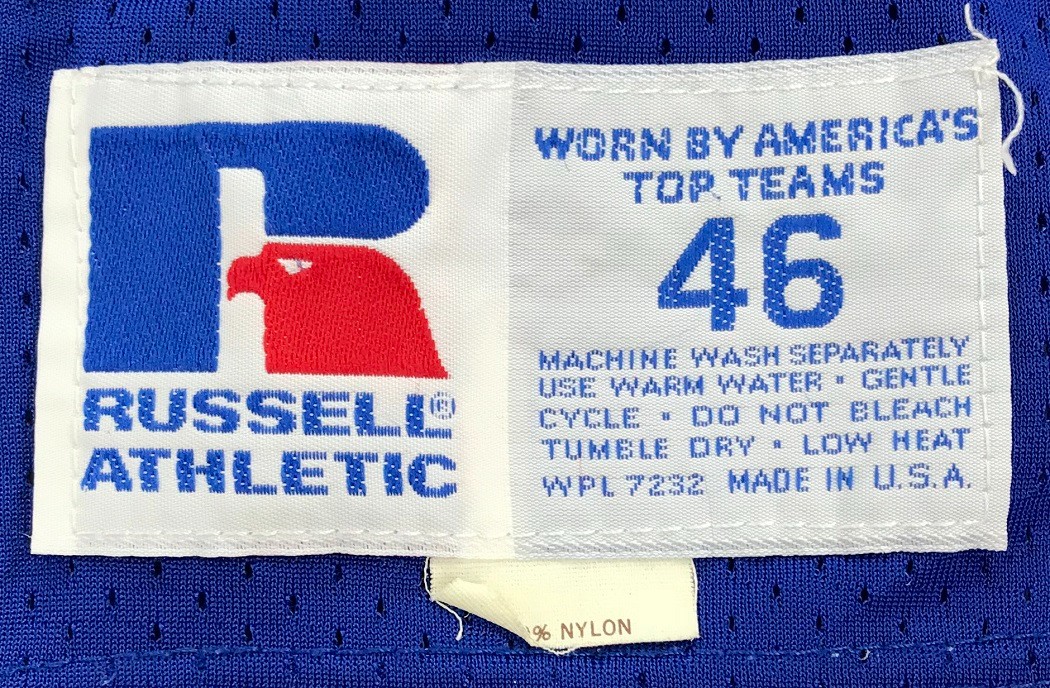 RUSSELL®
ATHLETIC
WORN BY AMERICA'S
TOP TEAMS
46
MACHINE WASH SEPARATELY
USE WARM WATER • GENTLE
CYCLE • DO NOT BLEACH
TUMBLE DRY • LOW HEAT
WPL 7232 MADE IN U.S.A.
% NYLON